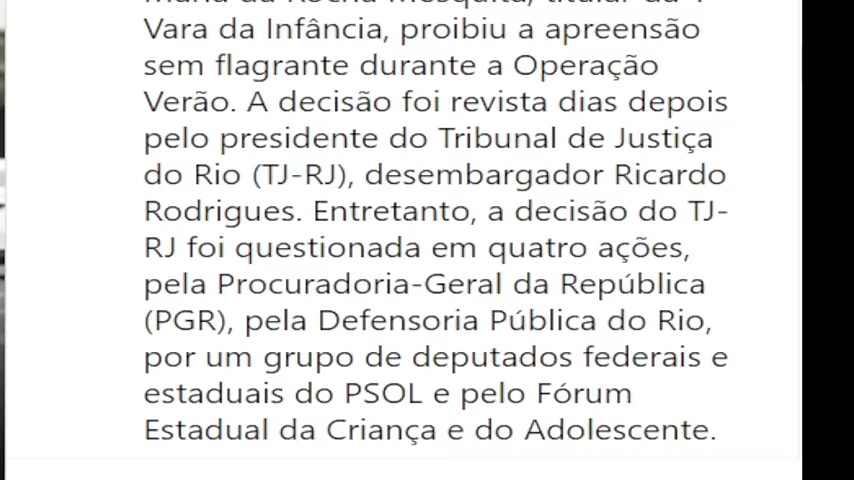 Vara da Infância, proibiu a apreensão
sem flagrante durante a Operação
Verão. A decisão foi revista dias depois
pelo presidente do Tribunal de Justiça
do Rio (TJ-RJ), desembargador Ricardo
Rodrigues. Entretanto, a decisão do TJ-
RJ foi questionada em quatro ações,
pela Procuradoria-Geral da República
(PGR), pela Defensoria Pública do Rio,
por um grupo de deputados federais e
estaduais do PSOL e pelo Fórum
Estadual da Criança e do Adolescente.